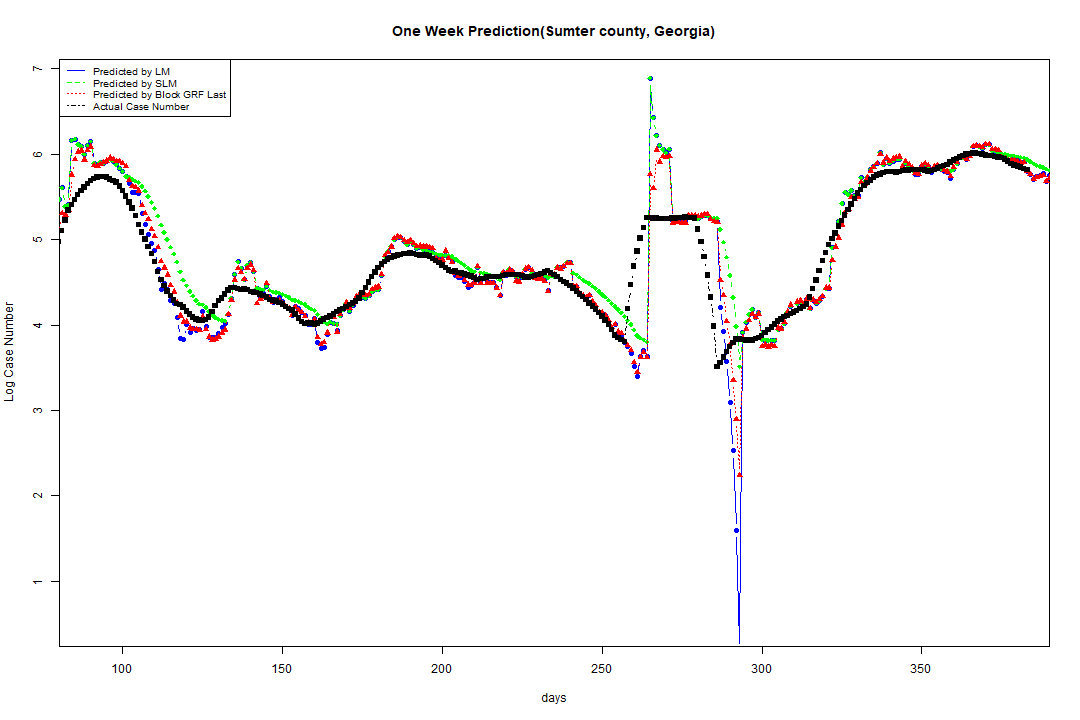 One Week Prediction(Sumter county, Georgia)
7
Predicted by LM
Predicted by SLM
Predicted by Block GRF Last
Actual Case Number
6
5
4
3
2
1
Log Case Number
100 150 200 250 300 350
days